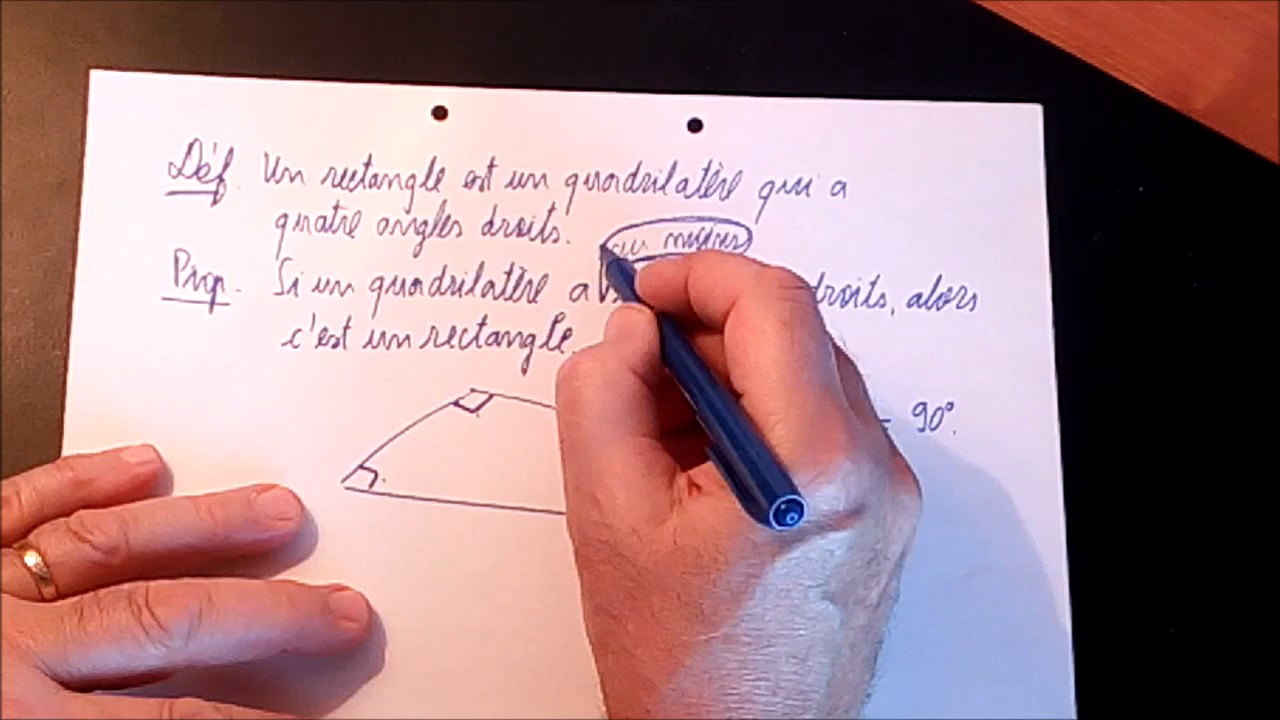 Déf. Un rectangle est un quadrilatère qui a
quatre angles droits.
au moins
Prop. Si un quadrilatère a droits, alors
c'est un rectangle.
90°.